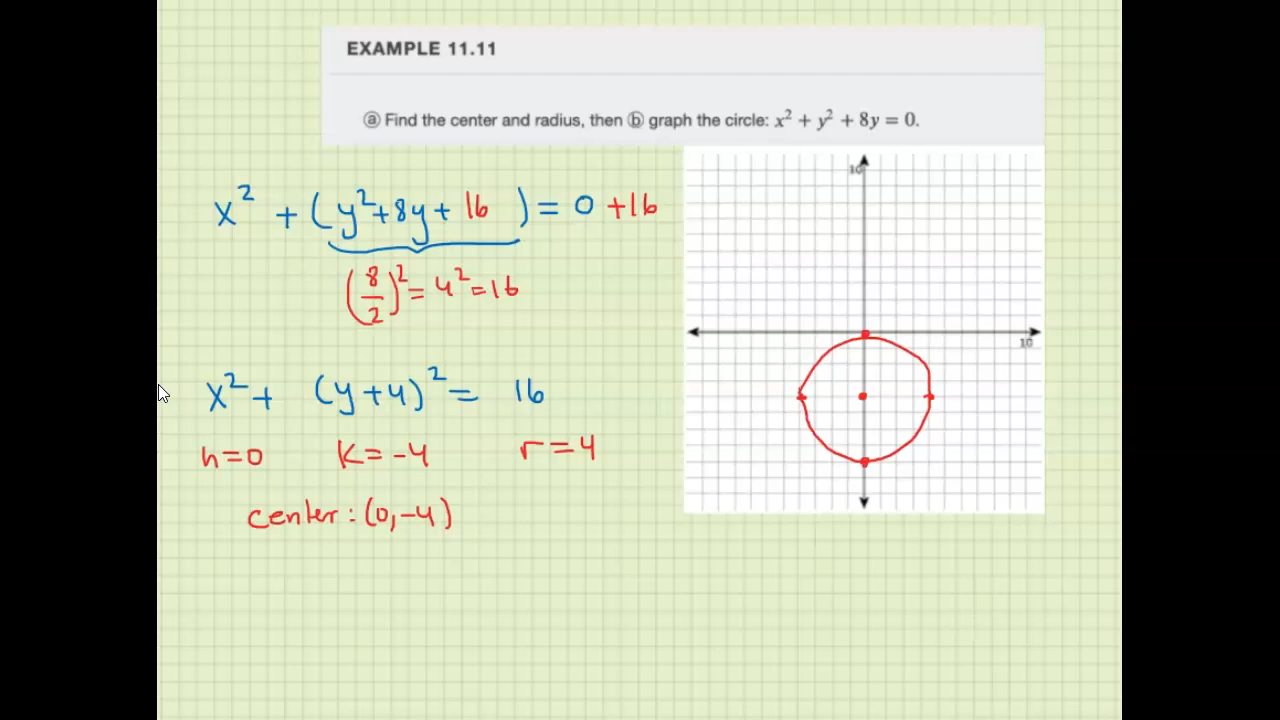 EXAMPLE 11.11
ⓐ Find the center and radius, then ⓑ graph the circle: x² + y² + 8y = 0.
x² + (y² + 8y + 16) = 0 + 16
(8/2)² = 4² = 16
x² + (y + 4)² = 16
h = 0 k = -4 r = 4
center : (0, -4)
10
10